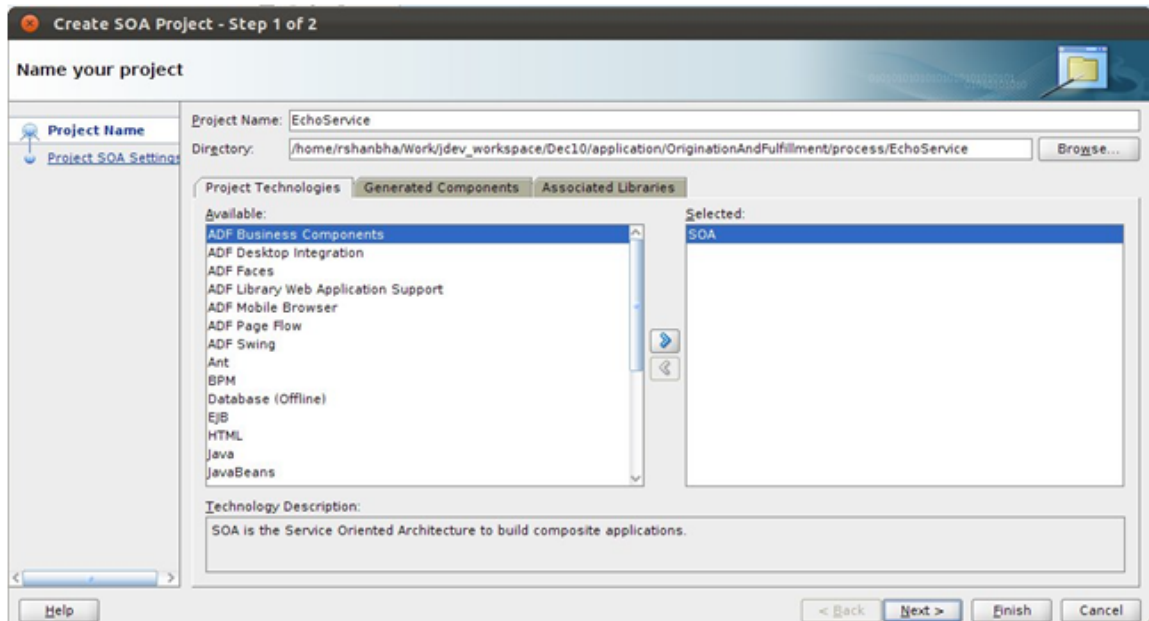 Create SOA Project - Step 1 of 2
Name your project
Project Name
Project SOA Settings
Project Name: EchoService
Directory: /home/rshanbha/Work/jdev_workspace/Dec10/application/OriginationAndFulfillment/process/EchoService Browse...
Project Technologies Generated Components Associated Libraries
Available:
ADF Business Components
ADF Desktop Integration
ADF Faces
ADF Library Web Application Support
ADF Mobile Browser
ADF Page Flow
ADF Swing
Ant
BPM
Database (Offline)
EJB
HTML
Java
JavaBeans
Selected:
SOA
Technology Description:
SOA is the Service Oriented Architecture to build composite applications.
Help < Back Next > Finish Cancel